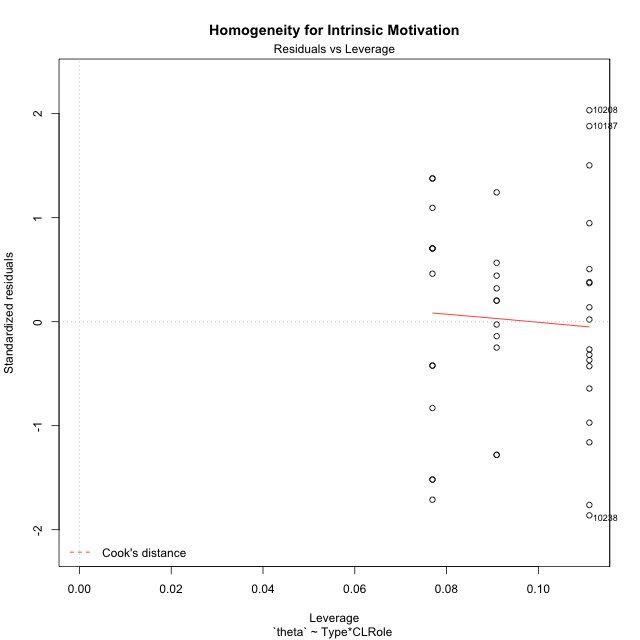 Homogeneity for Intrinsic Motivation
Residuals vs Leverage
10208
10187
2
1
0
-1
-2
Standardized residuals
10238
Cook's distance
0.00 0.02 0.04 0.06 0.08 0.10
Leverage
`theta` ~ Type*CLRole